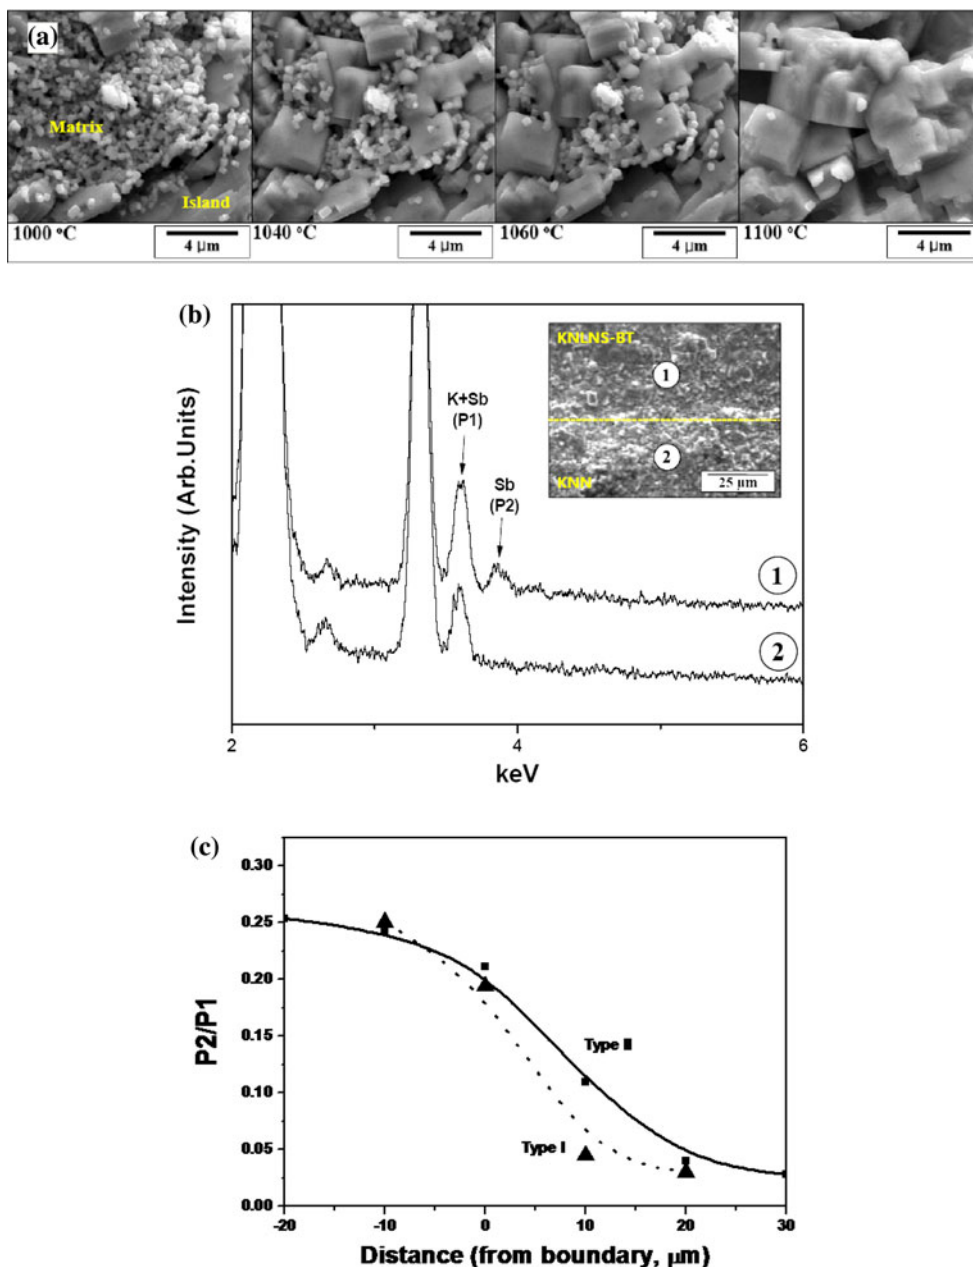 (a)
Matrix
Island
1000 °C
4 μm
1040 °C
4 μm
1060 °C
4 μm
1100 °C
4 μm
(b)
Intensity (Arb.Units)
K+Sb
(P1)
Sb
(P2)
KNLNS-BT
1
2
KNN
25 μm
1
2
2
4
6
keV
(c)
P2/P1
0.30
0.25
0.20
0.15
0.10
0.05
0.00
Type II
Type I
-20
-10
0
10
20
30
Distance (from boundary, μm)